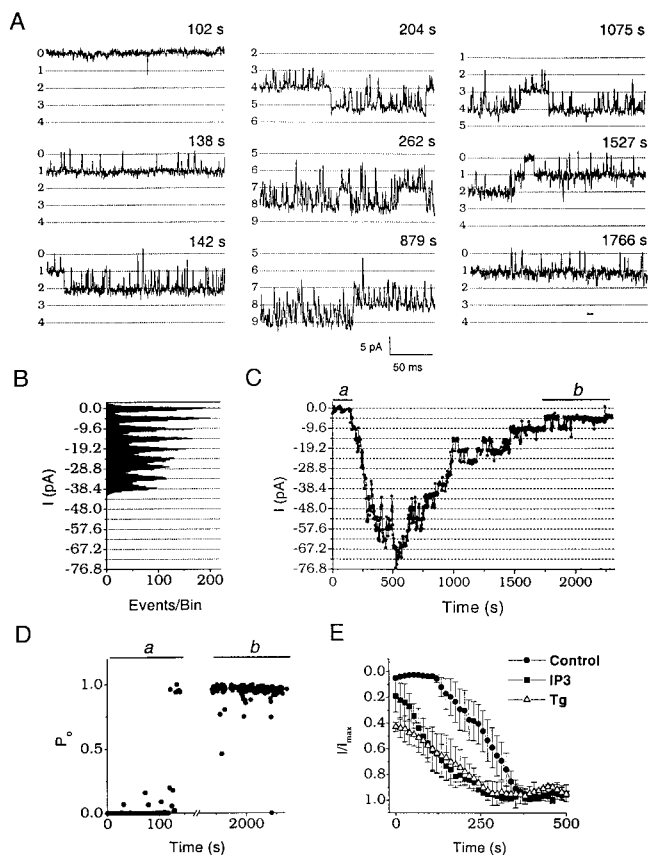 A
102 s
0
1
2
3
4
204 s
2
3
4
5
6
1075 s
1
2
3
4
5
138 s
0
1
2
3
4
262 s
5
6
7
8
9
1527 s
0
1
2
3
4
142 s
0
1
2
3
4
879 s
5
6
7
8
9
1766 s
0
1
2
3
4
5 pA
50 ms
B
I (pA)
0.0
-9.6
-19.2
-28.8
-38.4
-48.0
-57.6
-67.2
-76.8
0 100 200
Events/Bin
C
a
b
I (pA)
0.0
-9.6
-19.2
-28.8
-38.4
-48.0
-57.6
-67.2
-76.8
0 500 1000 1500 2000
Time (s)
D
a
b
Po
1.0
0.5
0.0
0 100 2000
Time (s)
E
Control
IP3
Tg
I/Imax
0.0
0.2
0.4
0.6
0.8
1.0
0 250 500
Time (s)